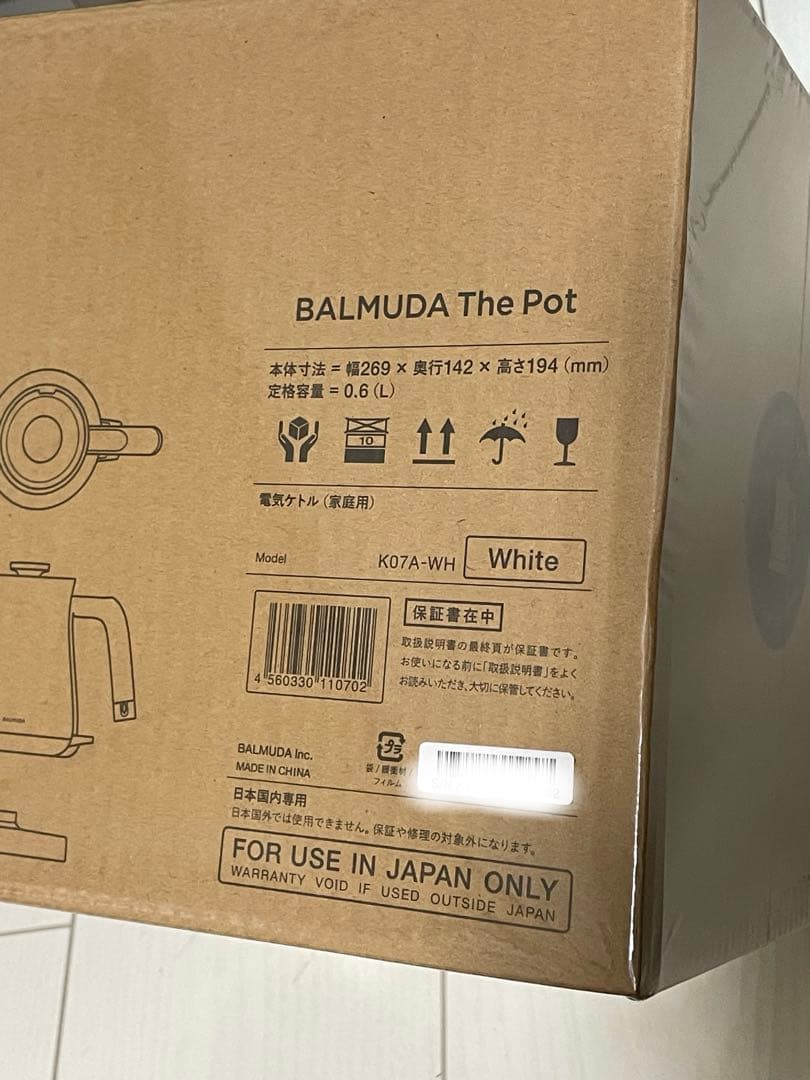 BALMUDA The Pot
本体寸法 = 幅269 × 奥行142 × 高さ194 (mm)
定格容量 = 0.6 (L)
10
電気ケトル (家庭用)
Model K07A-WH White
4 560330 110702
保証書在中
取扱説明書の最終頁が保証書です。
お使いになる前に「取扱説明書」をよく
お読みいただき、大切に保管してください。
BALMUDA
BALMUDA Inc.
MADE IN CHINA
プラ
袋 / 緩衝材 /
フィルム
日本国内専用
日本国外では使用できません。保証や修理の対象外になります。
FOR USE IN JAPAN ONLY
WARRANTY VOID IF USED OUTSIDE JAPAN